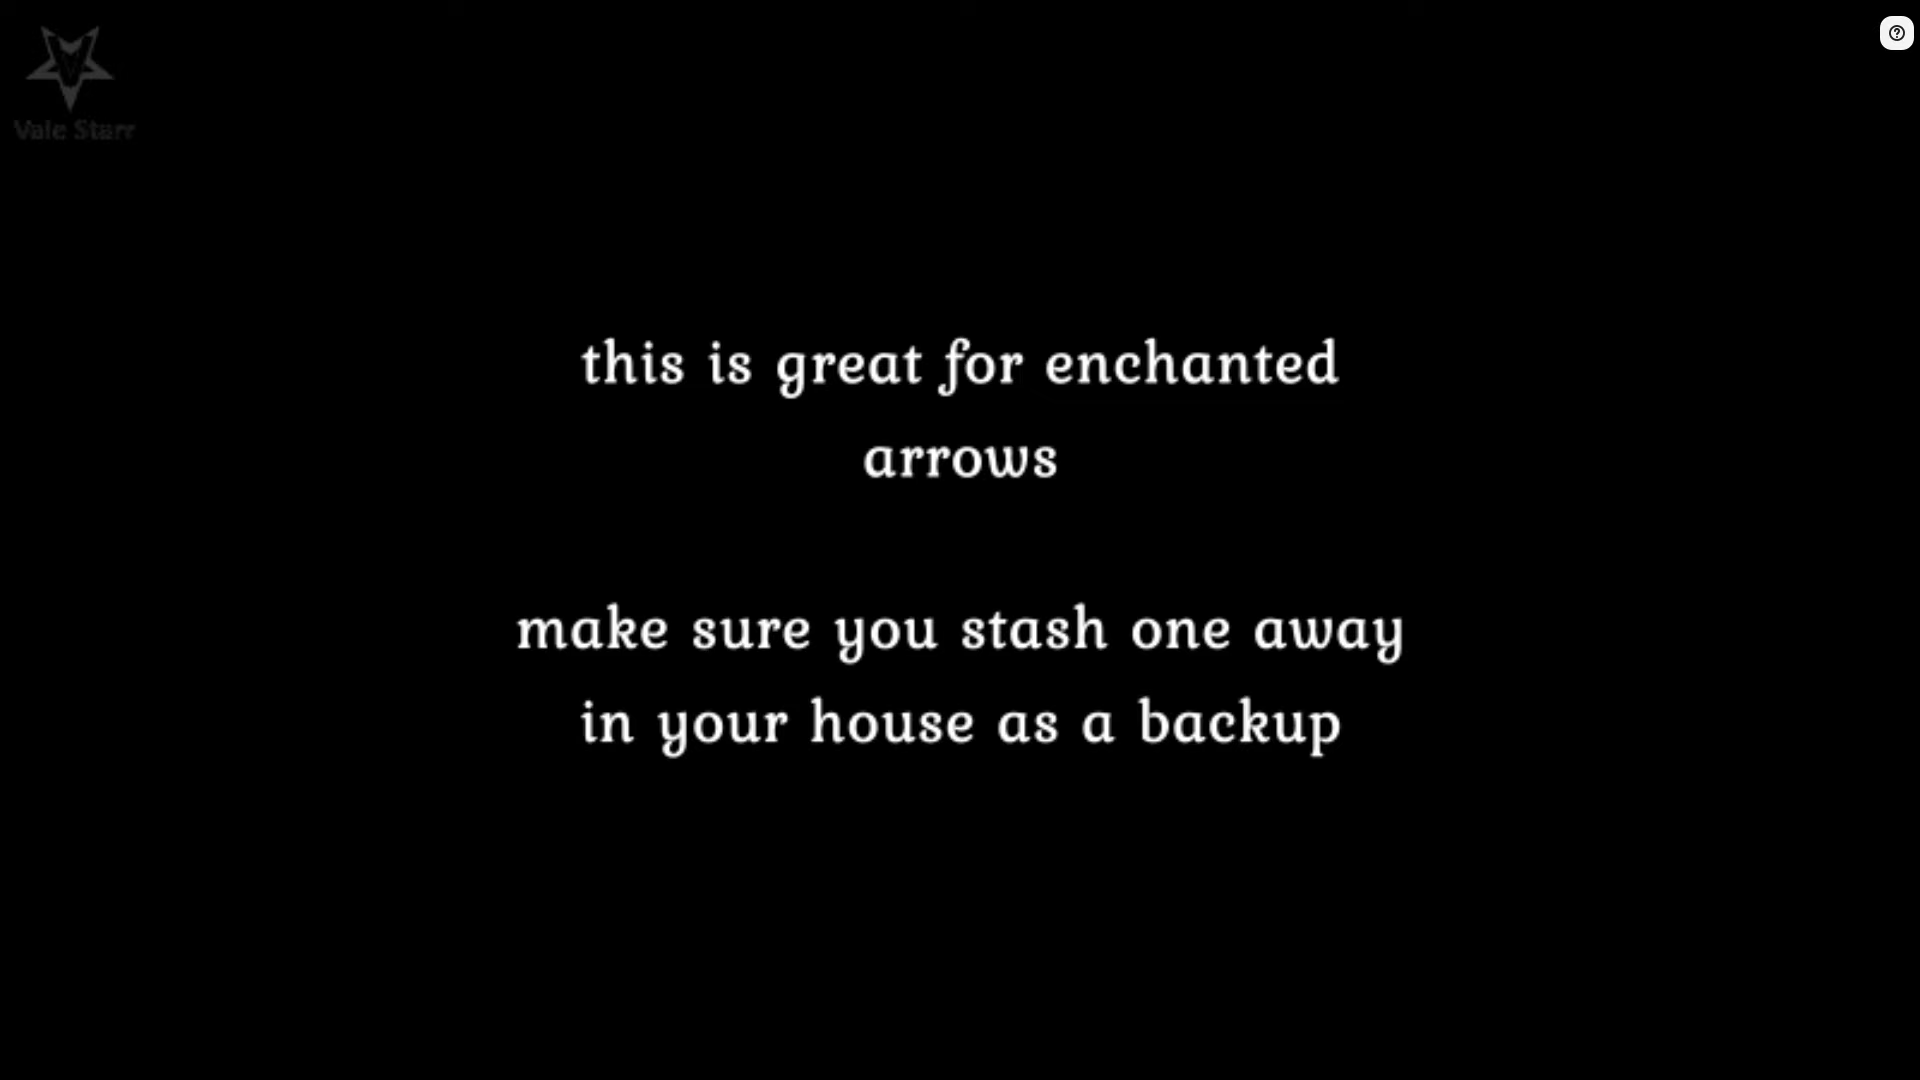 Vale Starr
this is great for enchanted
arrows
make sure you stash one away
in your house as a backup